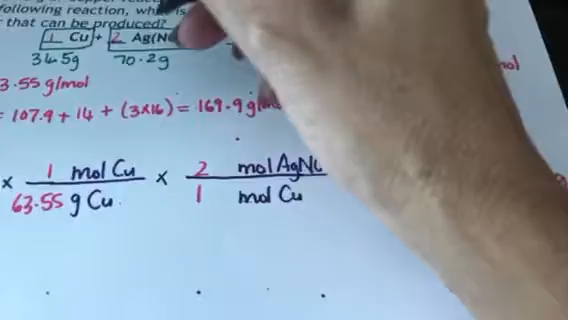 following reaction, what is
that can be produced?
1 Cu + 2 Ag(N
34.5g 70.2g
3.55 g/mol
= 107.9 + 14 + (3x16) = 169.9 g/m
x 1 mol Cu x 2 mol AgN
63.55 g Cu. 1 mol Cu